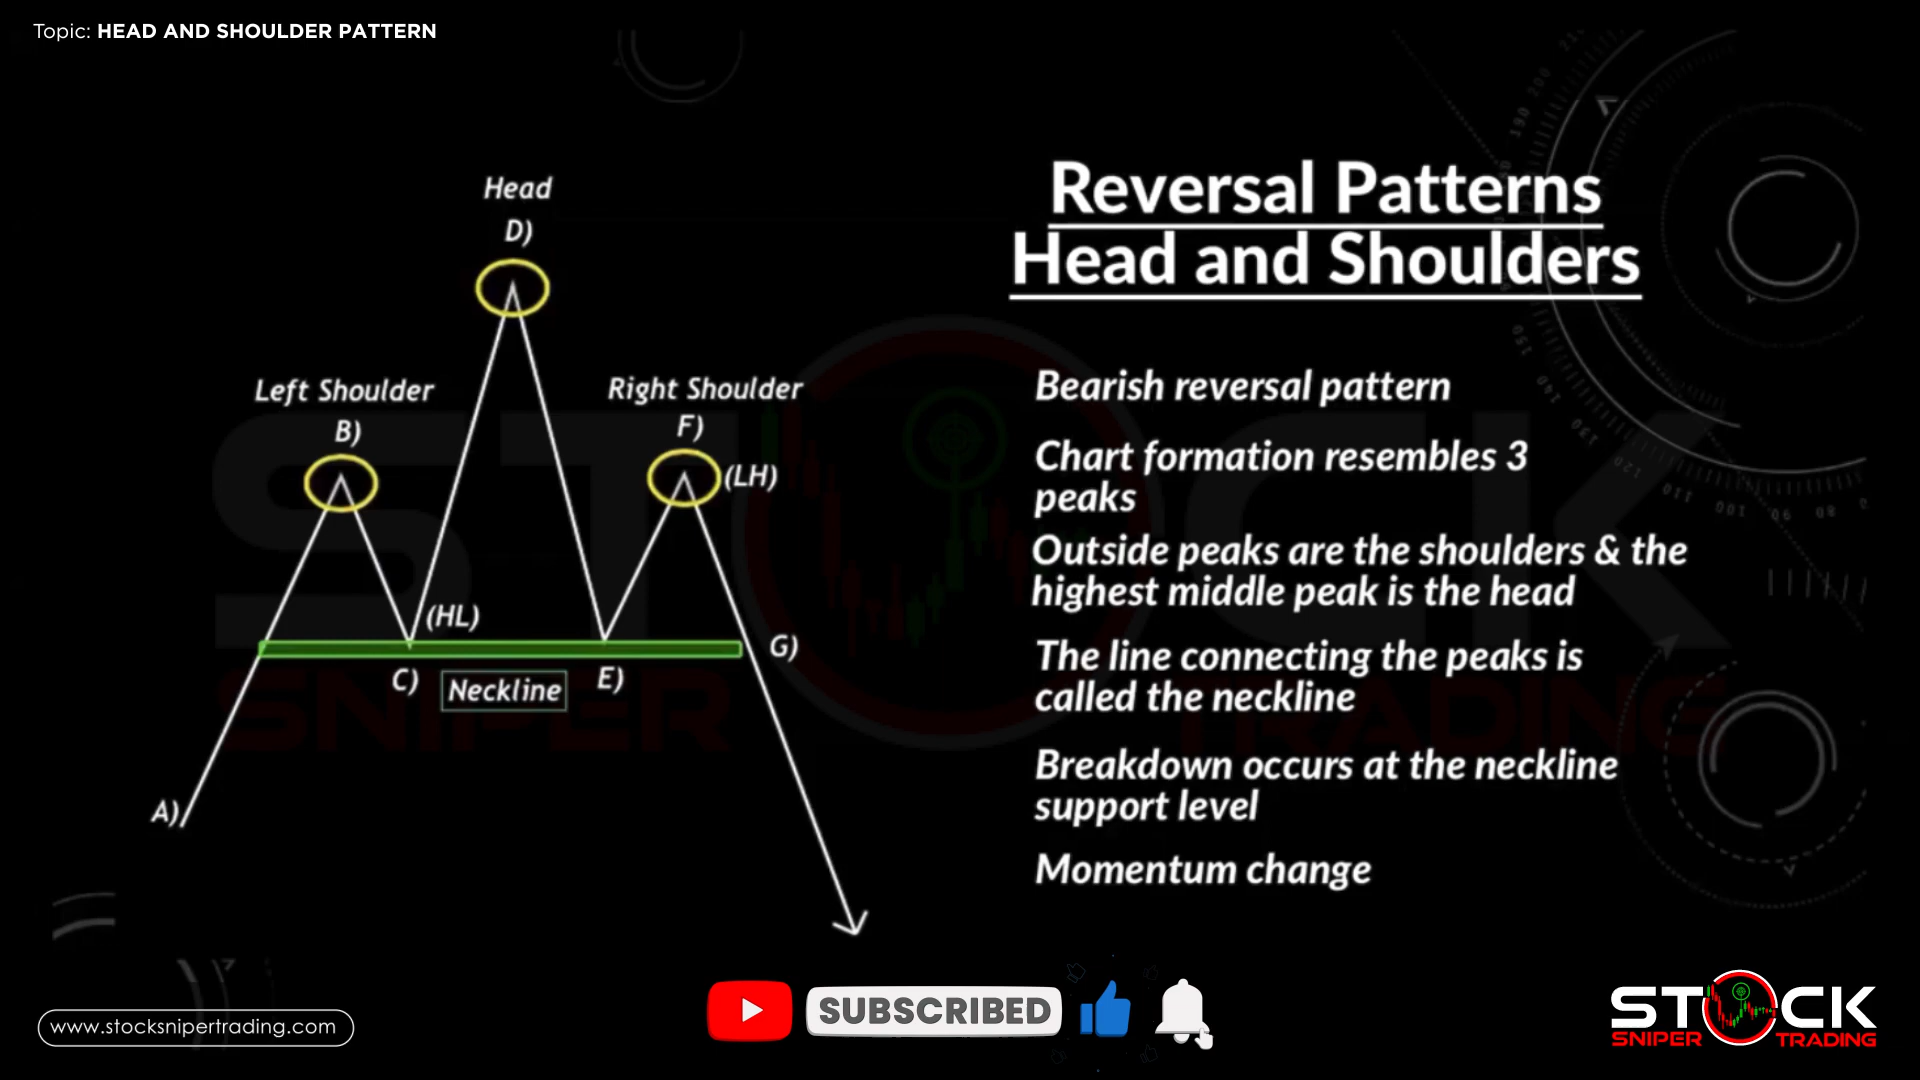 Topic: HEAD AND SHOULDER PATTERN
Reversal Patterns
Head and Shoulders
Head
D)
Left Shoulder
B)
Right Shoulder
F)
(LH)
(HL)
C)
Neckline
E)
G)
A)
Bearish reversal pattern
Chart formation resembles 3
peaks
Outside peaks are the shoulders & the
highest middle peak is the head
The line connecting the peaks is
called the neckline
Breakdown occurs at the neckline
support level
Momentum change
www.stocksnipertrading.com
SUBSCRIBED
STOCK
SNIPER TRADING